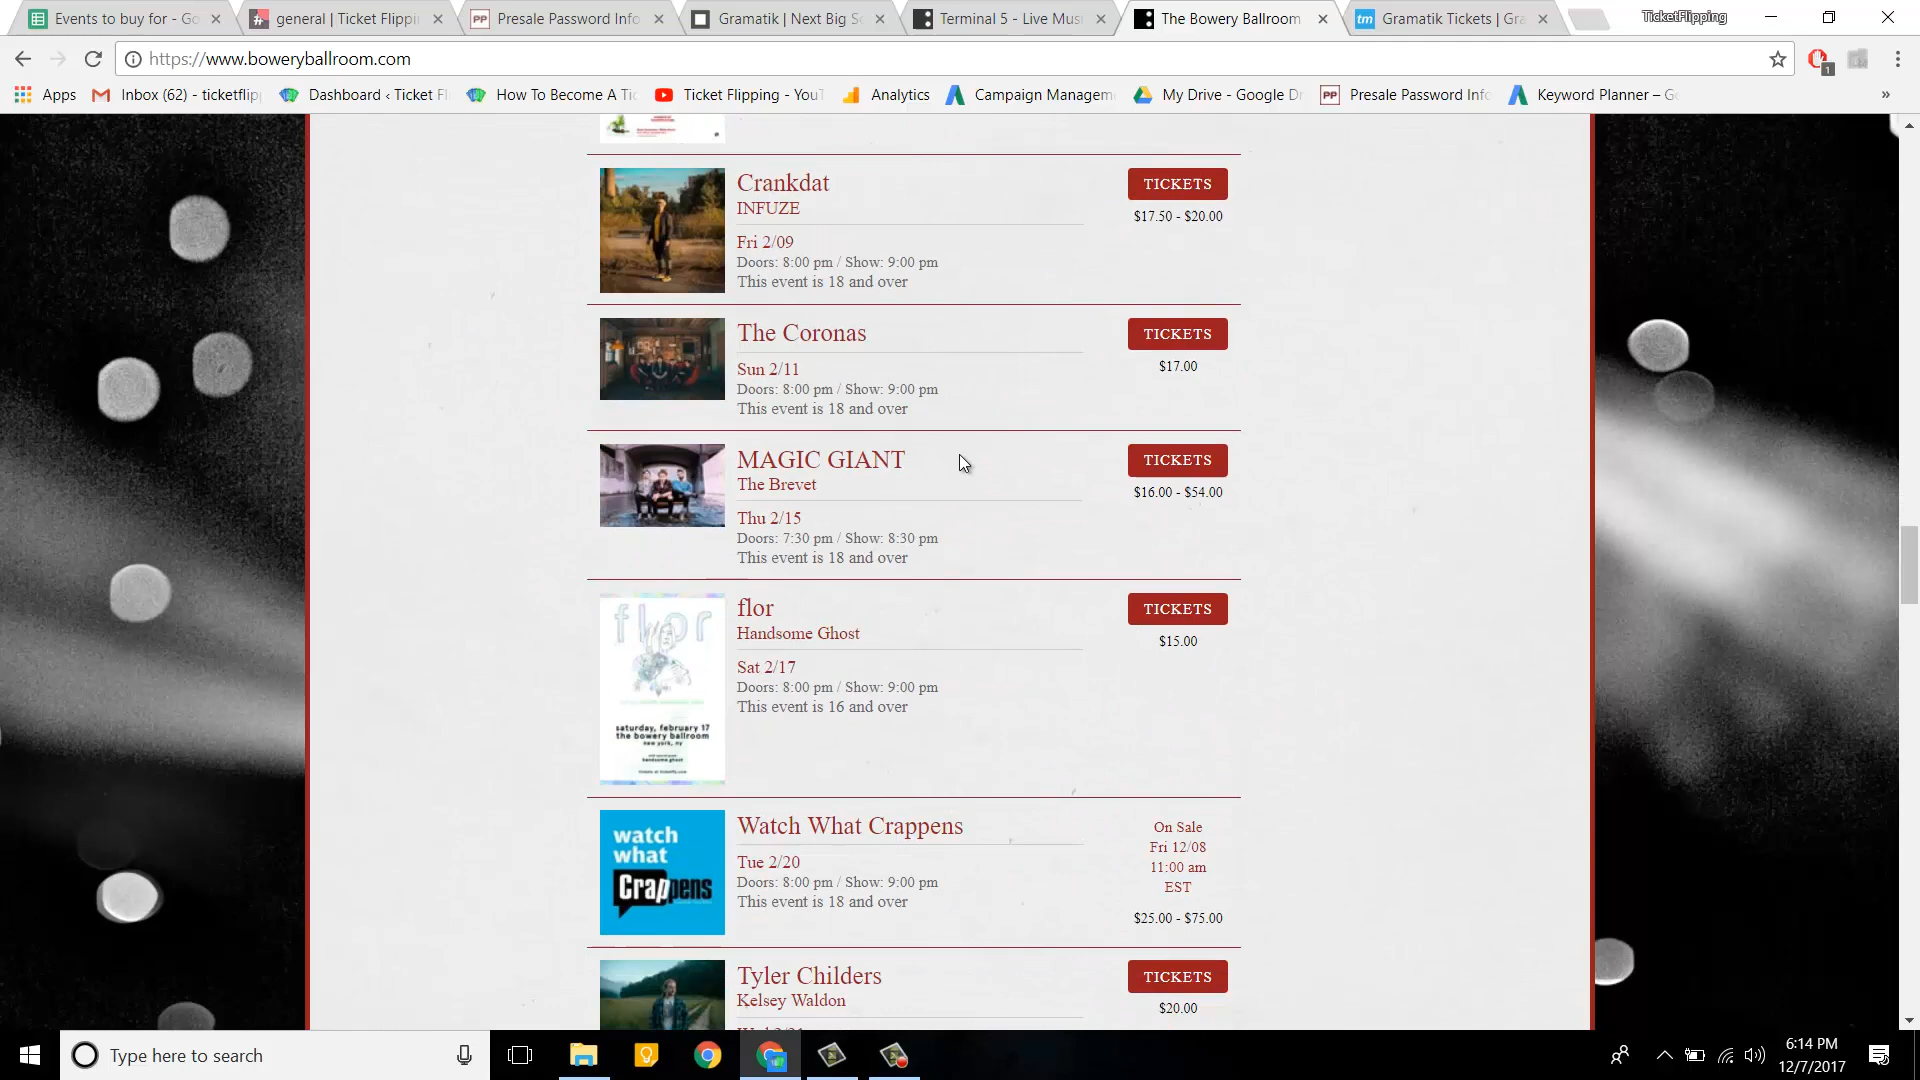 Events to buy for - Go
general | Ticket Flippi
Presale Password Info
Gramatik | Next Big S
Terminal 5 - Live Mus
The Bowery Ballroom
Gramatik Tickets | Gra
TicketFlipping
https://www.boweryballroom.com
1
Apps
Inbox (62) - ticketflip
Dashboard ‹ Ticket Fl
How To Become A Tic
Ticket Flipping - YouT
Analytics
Campaign Managem
My Drive - Google Dr
Presale Password Info
Keyword Planner – Go
»
Crankdat
INFUZE
Fri 2/09
Doors: 8:00 pm / Show: 9:00 pm
This event is 18 and over
TICKETS
$17.50 - $20.00
The Coronas
Sun 2/11
Doors: 8:00 pm / Show: 9:00 pm
This event is 18 and over
TICKETS
$17.00
MAGIC GIANT
The Brevet
Thu 2/15
Doors: 7:30 pm / Show: 8:30 pm
This event is 18 and over
TICKETS
$16.00 - $54.00
flor
saturday, february 17
the bowery ballroom
new york, ny
handsome ghost
flor
Handsome Ghost
Sat 2/17
Doors: 8:00 pm / Show: 9:00 pm
This event is 16 and over
TICKETS
$15.00
watch
what
Crappens
Watch What Crappens
Tue 2/20
Doors: 8:00 pm / Show: 9:00 pm
This event is 18 and over
On Sale
Fri 12/08
11:00 am
EST
$25.00 - $75.00
Tyler Childers
Kelsey Waldon
TICKETS
$20.00
Type here to search
6:14 PM
12/7/2017